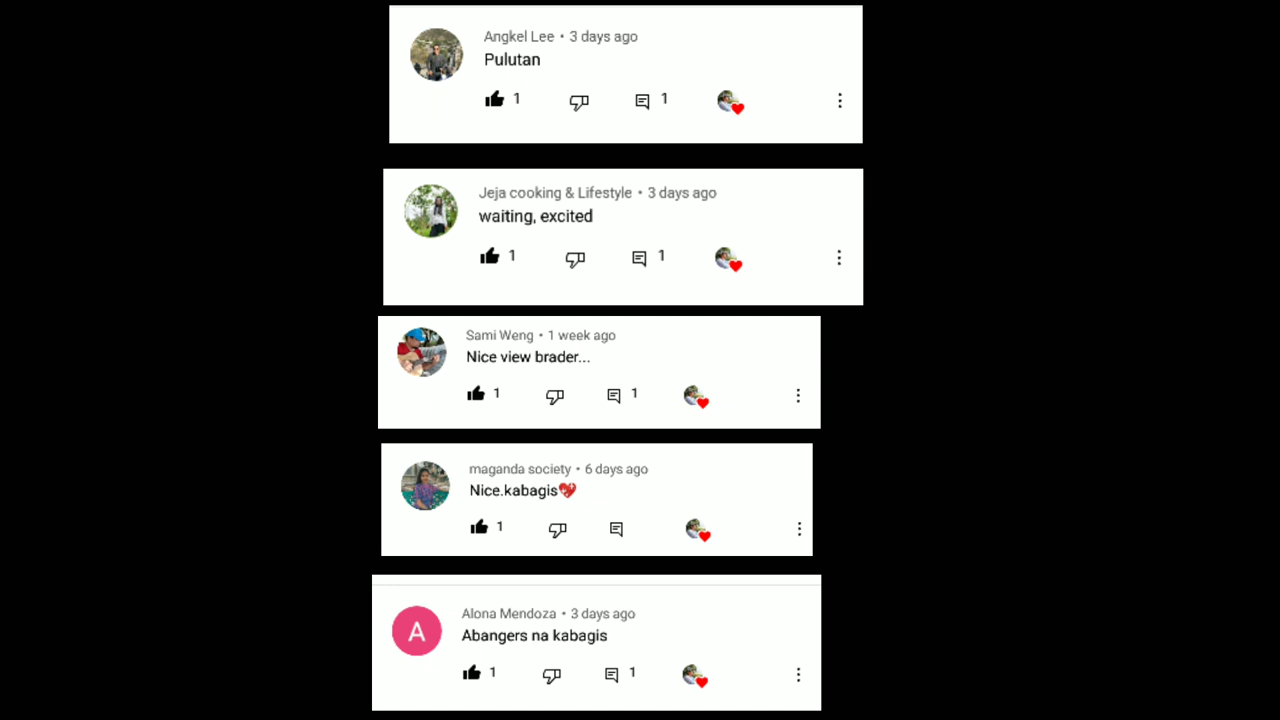 Angkel Lee • 3 days ago
Pulutan
1 1
Jeja cooking & Lifestyle • 3 days ago
waiting, excited
1 1
Sami Weng • 1 week ago
Nice view brader...
1 1
maganda society • 6 days ago
Nice.kabagis💖
1
A
Alona Mendoza • 3 days ago
Abangers na kabagis
1 1